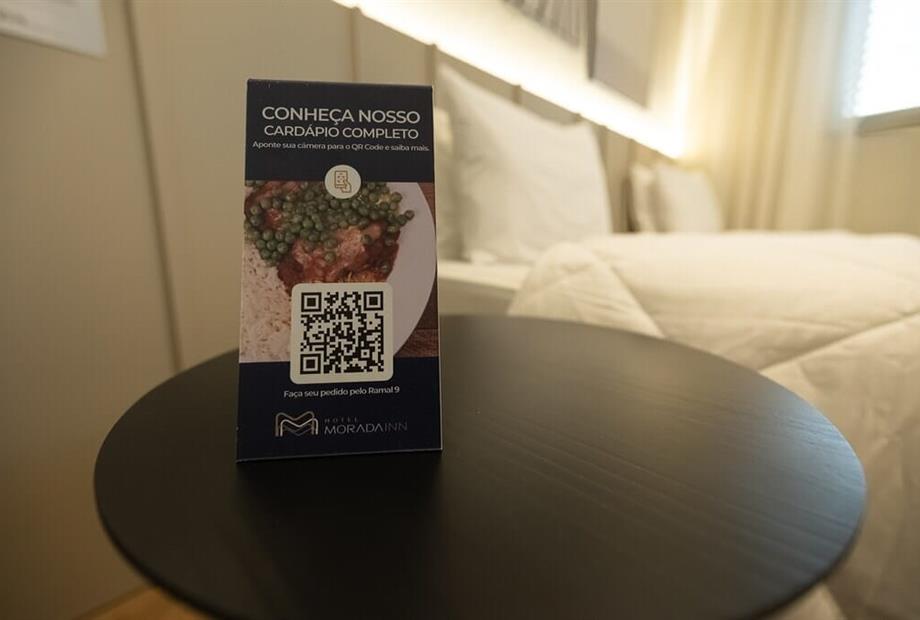 CONHEÇA NOSSO
CARDÁPIO COMPLETO
Aponte sua câmera para o QR Code e saiba mais.
Faça seu pedido pelo Ramal 9
HOTEL
MORADAINN